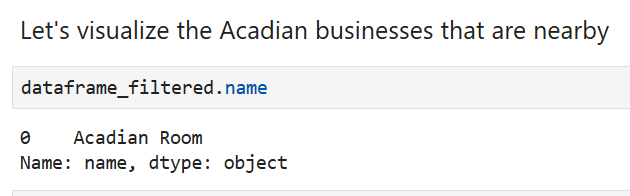 Let's visualize the Acadian businesses that are nearby
dataframe_filtered.name
0    Acadian Room
Name: name, dtype: object